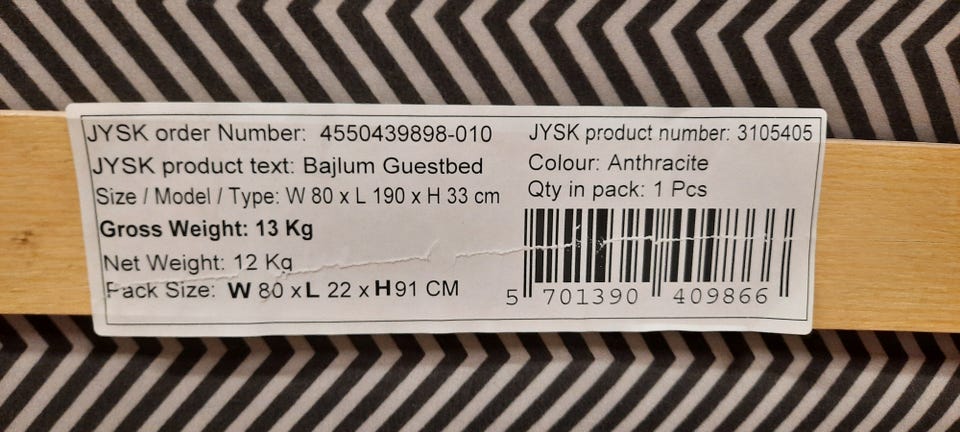 JYSK order Number: 4550439898-010
JYSK product text: Bajlum Guestbed
Size / Model / Type: W 80 x L 190 x H 33 cm
Gross Weight: 13 Kg
Net Weight: 12 Kg
Pack Size: W 80 x L 22 x H 91 CM
JYSK product number: 3105405
Colour: Anthracite
Qty in pack: 1 Pcs
5 701390 409866